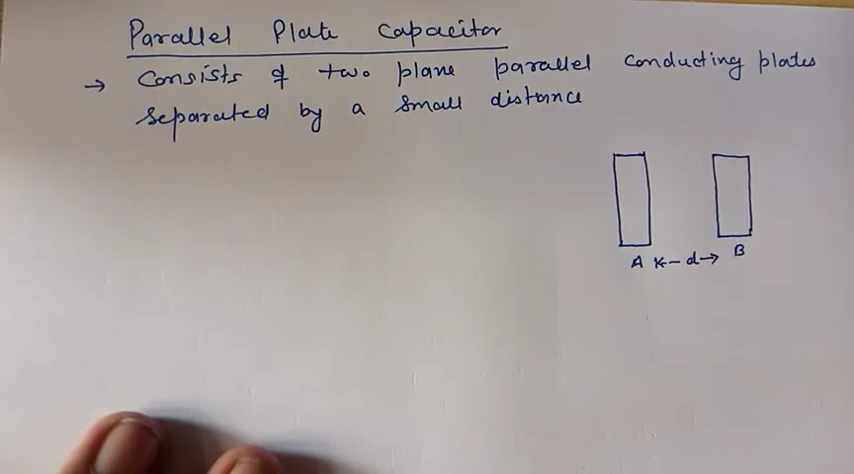 Parallel Plate Capacitor
→ Consists of two plane parallel conducting plates
separated by a small distance
A ← d → B